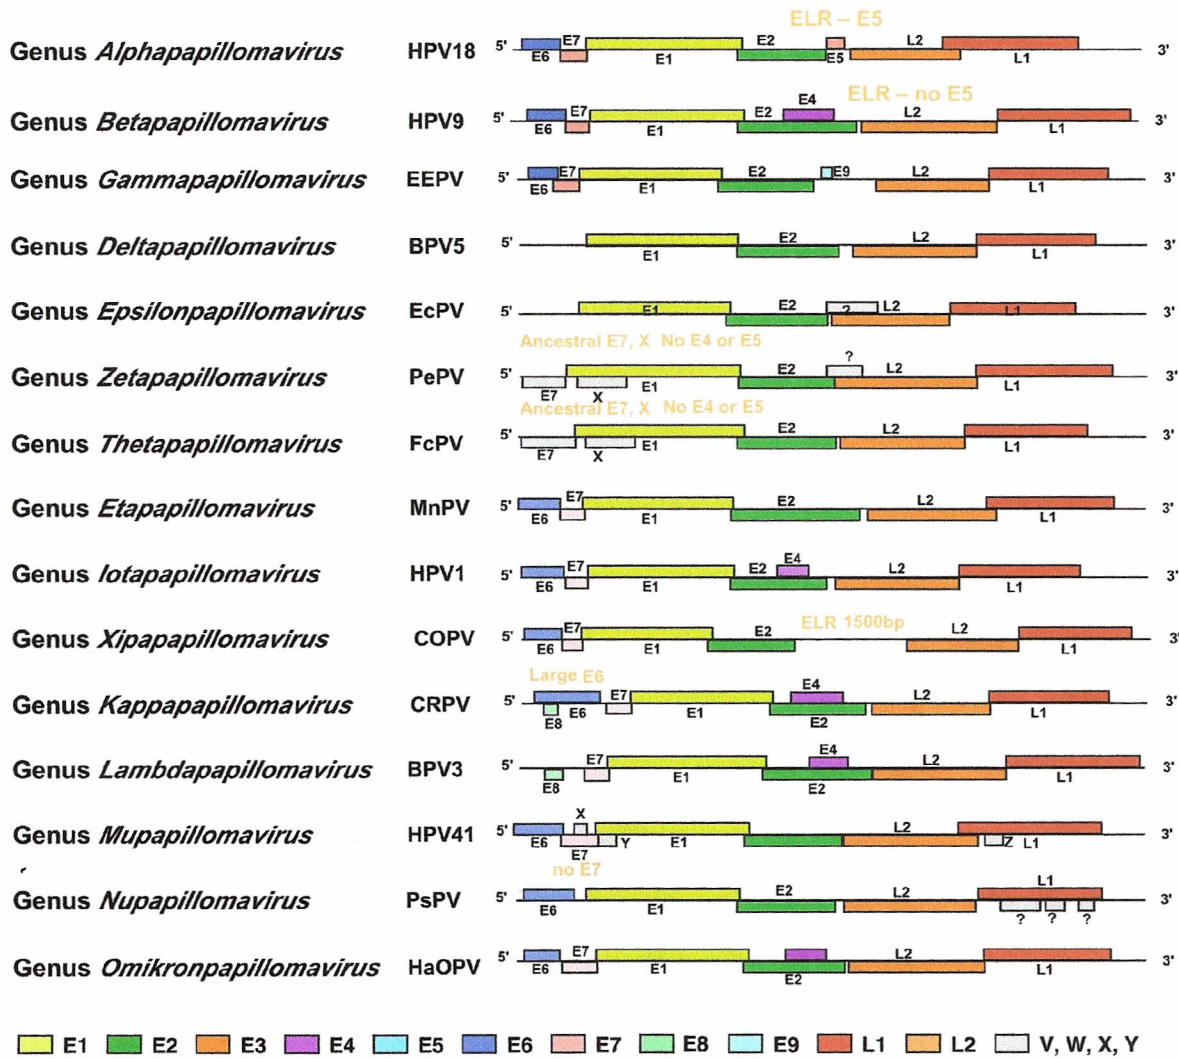 ELR – E5
Genus Alphapapillomavirus HPV18 5' E6 E7 E1 E2 E5 L2 L1 3'
ELR – no E5
Genus Betapapillomavirus HPV9 5' E6 E7 E1 E2 E4 L2 L1 3'
Genus Gammapapillomavirus EEPV 5' E6 E7 E1 E2 E9 L2 L1 3'
Genus Deltapapillomavirus BPV5 5' E1 E2 L2 L1 3'
Genus Epsilonpapillomavirus EcPV 5' E1 E2 ? L2 L1 3'
Ancestral E7, X No E4 or E5
Genus Zetapapillomavirus PePV 5' E7 X E1 E2 ? L2 L1 3'
Ancestral E7, X No E4 or E5
Genus Thetapapillomavirus FcPV 5' E7 X E1 E2 L2 L1 3'
Genus Etapapillomavirus MnPV 5' E6 E7 E1 E2 L2 L1 3'
Genus Iotapapillomavirus HPV1 5' E6 E7 E1 E2 E4 L2 L1 3'
ELR 1500bp
Genus Xipapapillomavirus COPV 5' E6 E7 E1 E2 L2 L1 3'
Large E6
Genus Kappapapillomavirus CRPV 5' E8 E6 E7 E1 E4 E2 L2 L1 3'
Genus Lambdapapillomavirus BPV3 5' E8 E7 E1 E4 E2 L2 L1 3'
Genus Mupapillomavirus HPV41 5' E6 X E7 Y E1 L2 Z L1 3'
no E7
Genus Nupapillomavirus PsPV 5' E6 E1 E2 L2 L1 ? ? ? 3'
Genus Omikronpapillomavirus HaOPV 5' E6 E7 E1 E2 L2 L1 3'
E1 E2 E3 E4 E5 E6 E7 E8 E9 L1 L2 V, W, X, Y